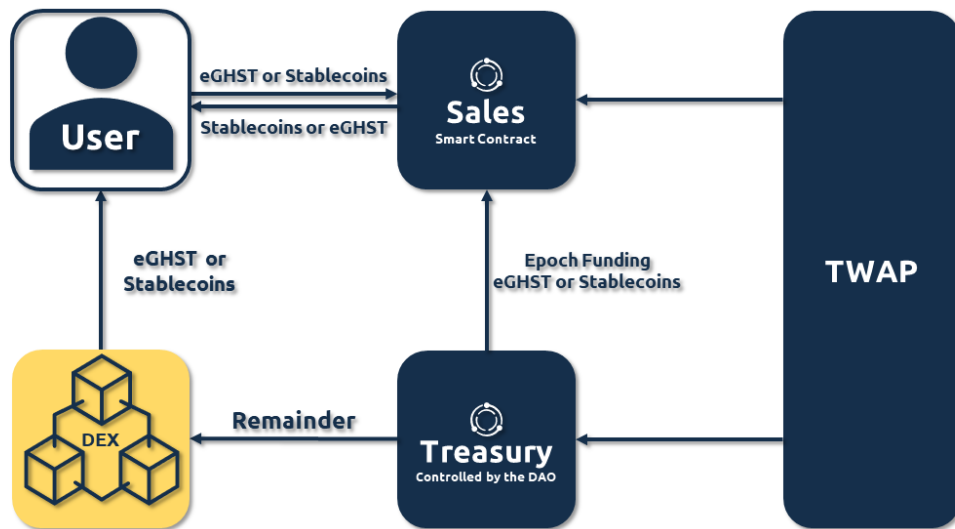 eGHST or Stablecoins
Stablecoins or eGHST
User
Sales
Smart Contract
eGHST or
Stablecoins
Epoch Funding
eGHST or Stablecoins
TWAP
DEX
Remainder
Treasury
Controlled by the DAO